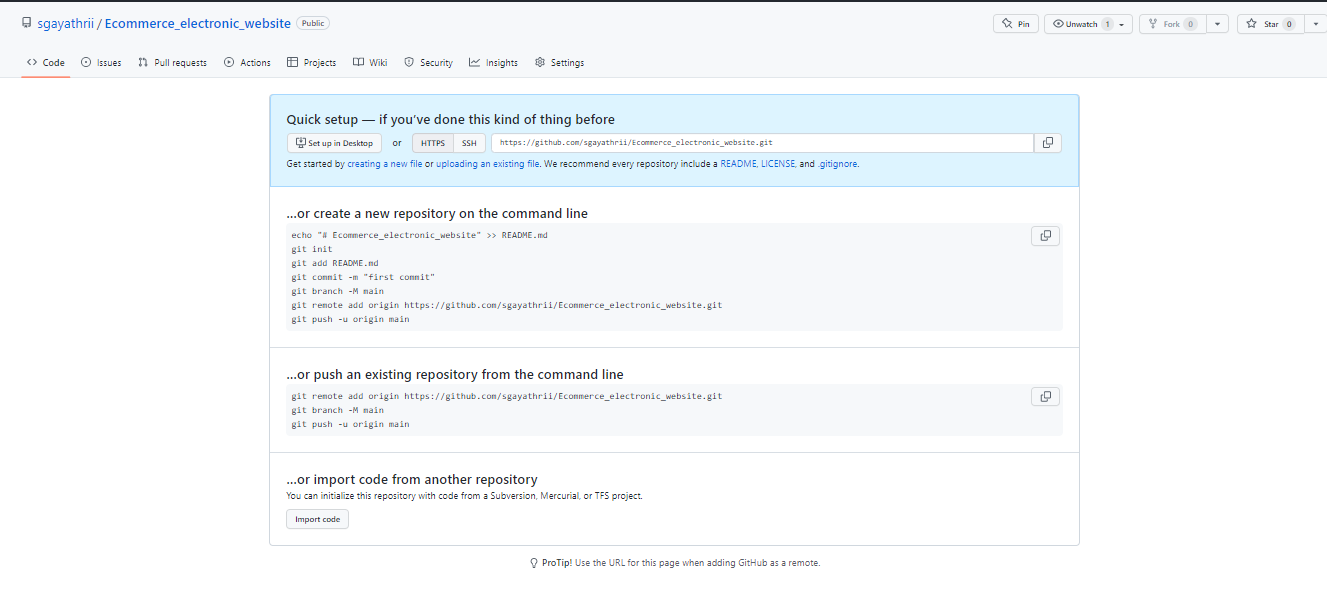 sgayathrii / Ecommerce_electronic_website Public
Pin
Unwatch 1
Fork 0
Star 0
Code
Issues
Pull requests
Actions
Projects
Wiki
Security
Insights
Settings
Quick setup — if you've done this kind of thing before
Set up in Desktop or HTTPS SSH https://github.com/sgayathrii/Ecommerce_electronic_website.git
Get started by creating a new file or uploading an existing file. We recommend every repository include a README, LICENSE, and .gitignore.
...or create a new repository on the command line
echo "# Ecommerce_electronic_website" >> README.md
git init
git add README.md
git commit -m "first commit"
git branch -M main
git remote add origin https://github.com/sgayathrii/Ecommerce_electronic_website.git
git push -u origin main
...or push an existing repository from the command line
git remote add origin https://github.com/sgayathrii/Ecommerce_electronic_website.git
git branch -M main
git push -u origin main
...or import code from another repository
You can initialize this repository with code from a Subversion, Mercurial, or TFS project.
Import code
ProTip! Use the URL for this page when adding GitHub as a remote.